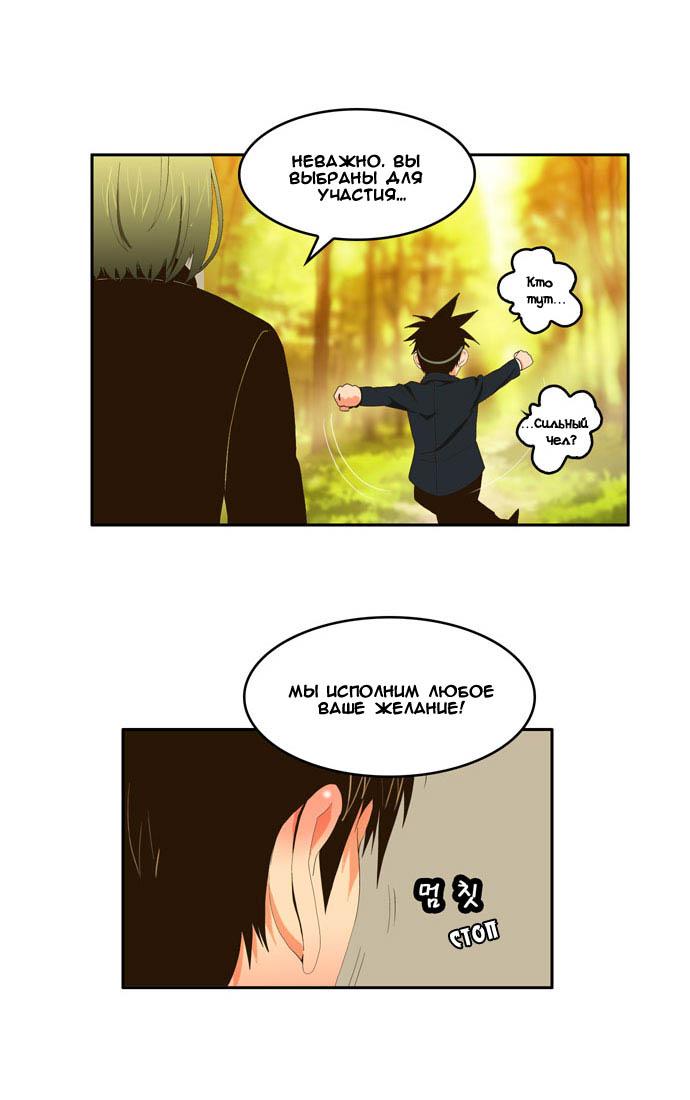 НЕВАЖНО. ВЫ
ВЫБРАНЫ ДЛЯ
УЧАСТИЯ...
Кто
тут...
...Сильный
чел?
МЫ ИСПОЛНИМ ЛЮБОЕ
ВАШЕ ЖЕЛАНИЕ!
멈칫
СТОП